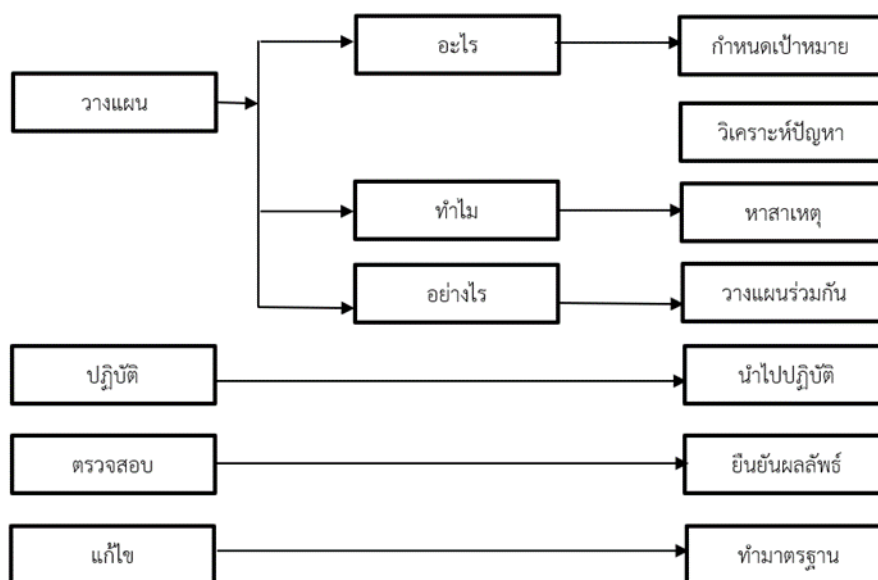 อะไร
กำหนดเป้าหมาย
วางแผน
วิเคราะห์ปัญหา
ทำไม
หาสาเหตุ
อย่างไร
วางแผนร่วมกัน
ปฏิบัติ
นำไปปฏิบัติ
ตรวจสอบ
ยืนยันผลลัพธ์
แก้ไข
ทำมาตรฐาน